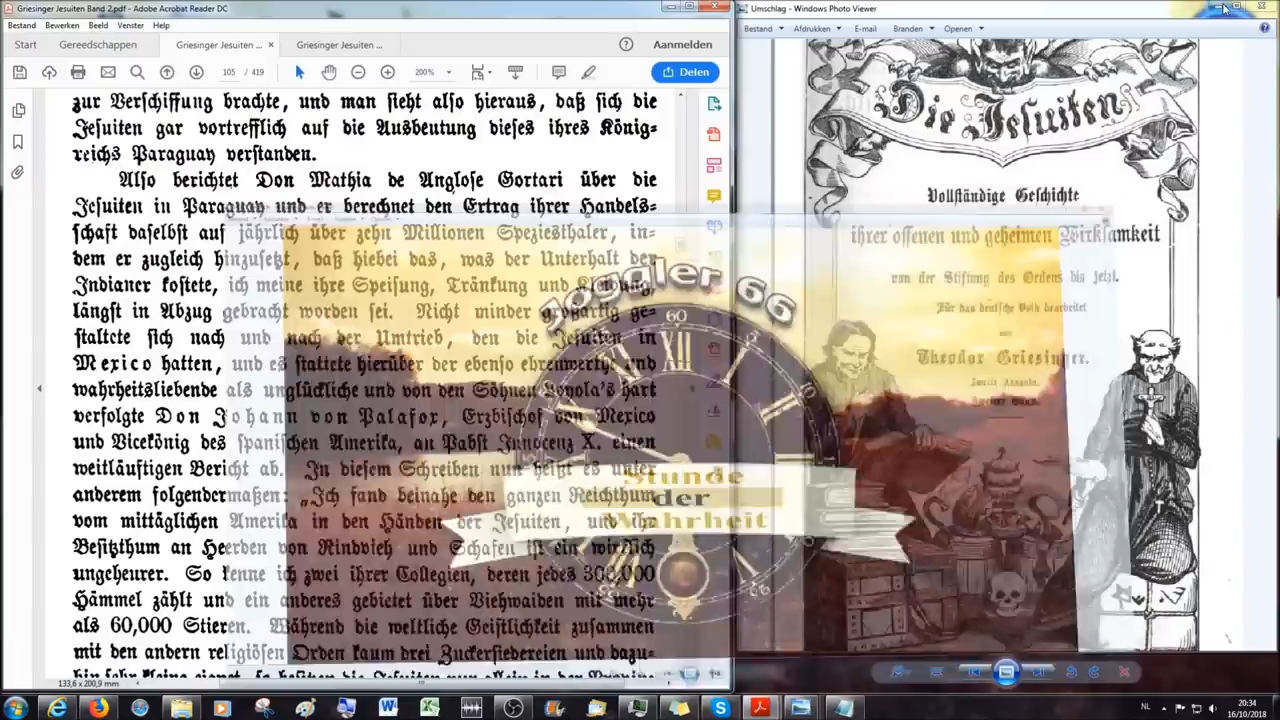 Griesinger Jesuiten Band 2.pdf - Adobe Acrobat Reader DC
Bestand Bewerken Beeld Venster Help
Start Gereedschappen Griesinger Jesuiten ... × Griesinger Jesuiten ... Aanmelden
105 / 419 200% Delen
zur Verschiffung brachte, und man sieht also hieraus, daß sich die
Jesuiten gar vortrefflich auf die Ausbeutung dieses ihres König-
reichs Paraguay verstanden.
Also berichtet Don Mathia de Anglose Gortari über die
Jesuiten in Paraguay und er berechnet den Ertrag ihrer Handels-
schaft daselbst auf jährlich über zehn Millionen Speziesthaler, in-
dem er zugleich hinzusetzt, daß hiebei das, was der Unterhalt der
Indianer kostete, ich meine ihre Speisung, Tränkung und Kleidung,
längst in Abzug gebracht worden sei. Nicht minder großartig ge-
staltete sich nach und nach der Umtrieb, den die Jesuiten in
Mexico hatten, und es stattete hierüber der ebenso ehrenwerthe und
wahrheitsliebende als unglückliche und von den Söhnen Loyola's hart
verfolgte Don Johann von Palafox, Erzbischof von Mexico
und Vicekönig des spanischen Amerika, an Pabst Innocenz X. einen
weitläufigen Bericht ab. In diesem Schreiben nun heißt es unter
anderem folgendermaßen: „Ich fand beinahe den ganzen Reichthum
vom mittäglichen Amerika in den Händen der Jesuiten, und ihr
Besitzthum an Heerden von Rindvieh und Schafen ist ein wirklich
ungeheurer. So kenne ich zwei ihrer Collegien, deren jedes 300,000
Hämmel zählt und ein anderes gebietet über Viehwaiden mit mehr
als 60,000 Stieren. Während die weltliche Geistlichkeit zusammen
mit den andern religiösen Orden kaum drei Zuckersiedereien und dazu-
133,6 x 200,9 mm
Umschlag - Windows Photo Viewer
Bestand Afdrukken E-mail Branden Openen
Die Jesuiten
Vollständige Geschichte
ihrer offenen und geheimen Wirksamkeit
von der Stiftung des Ordens bis jetzt.
Für das deutsche Volk bearbeitet
von
Theodor Griesinger.
Zweite Ausgabe.
Zweiter Band.
Joggler 66
60
XII
Stunde
der
Wahrheit
NL
20:34
16/10/2018